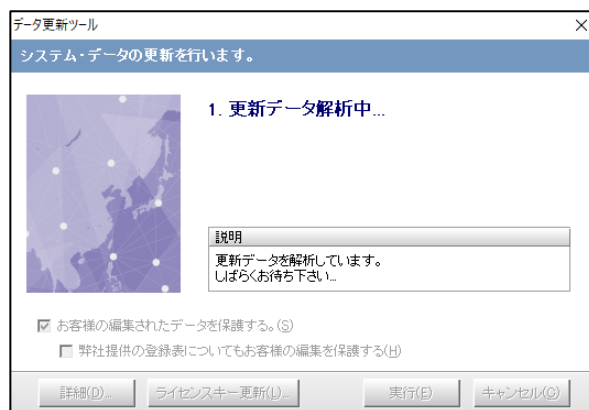 データ更新ツール
システム・データの更新を行います。
1. 更新データ解析中...
説明
更新データを解析しています。
しばらくお待ち下さい...
お客様の編集されたデータを保護する。(S)
弊社提供の登録表についてもお客様の編集を保護する(H)
詳細(D)... ライセンスキー更新(L)... 実行(E) キャンセル(C)